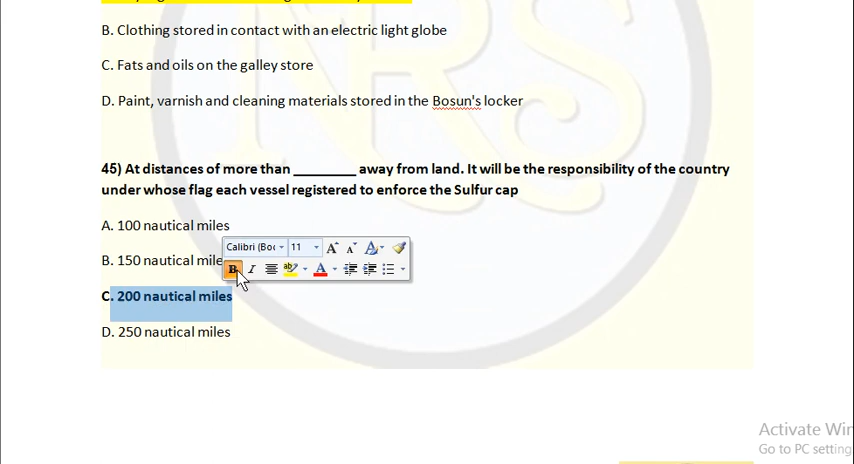 B. Clothing stored in contact with an electric light globe
C. Fats and oils on the galley store
D. Paint, varnish and cleaning materials stored in the Bosun's locker
45) At distances of more than ________ away from land. It will be the responsibility of the country
under whose flag each vessel registered to enforce the Sulfur cap
A. 100 nautical miles
Calibri (Bo 11 A A A
B. 150 nautical mile
B I ab A
C. 200 nautical miles
D. 250 nautical miles
NRS
Activate Win
Go to PC setting